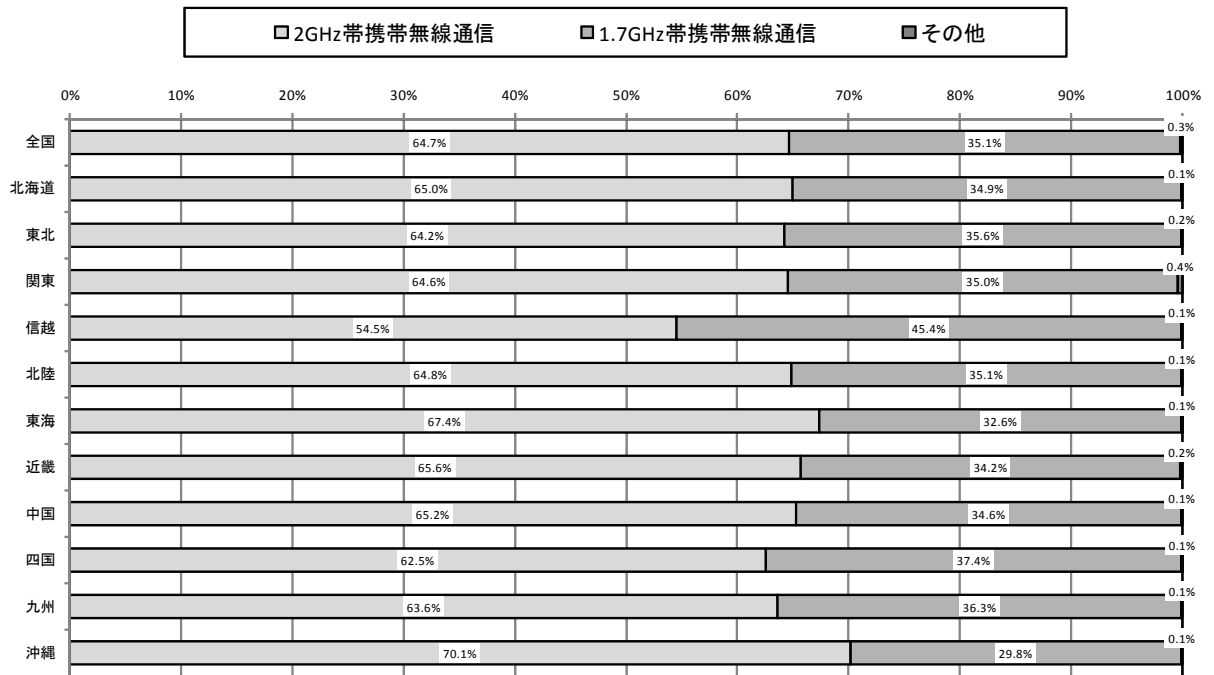 2GHz帯携帯無線通信 1.7GHz帯携帯無線通信 その他
0% 10% 20% 30% 40% 50% 60% 70% 80% 90% 100%
全国 64.7% 35.1% 0.3%
北海道 65.0% 34.9% 0.1%
東北 64.2% 35.6% 0.2%
関東 64.6% 35.0% 0.4%
信越 54.5% 45.4% 0.1%
北陸 64.8% 35.1% 0.1%
東海 67.4% 32.6% 0.1%
近畿 65.6% 34.2% 0.2%
中国 65.2% 34.6% 0.1%
四国 62.5% 37.4% 0.1%
九州 63.6% 36.3% 0.1%
沖縄 70.1% 29.8% 0.1%